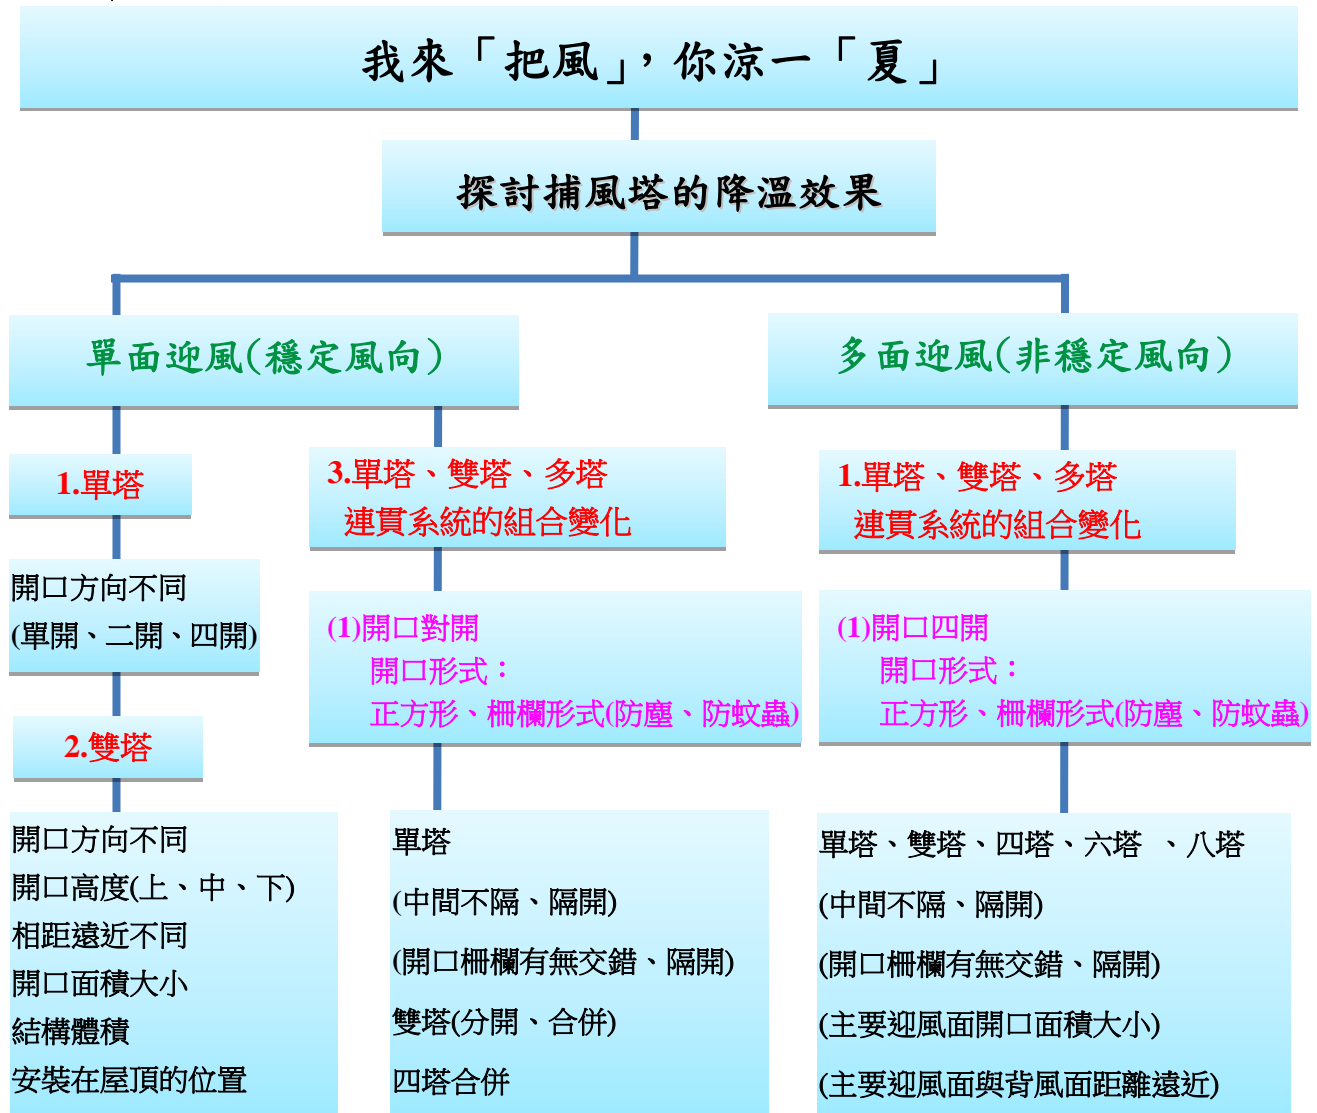 我來「把風」，你涼一「夏」
探討捕風塔的降溫效果
單面迎風(穩定風向)
多面迎風(非穩定風向)
1.單塔
開口方向不同
(單開、二開、四開)
2.雙塔
開口方向不同
開口高度(上、中、下)
相距遠近不同
開口面積大小
結構體積
安裝在屋頂的位置
3.單塔、雙塔、多塔
連貫系統的組合變化
(1)開口對開
開口形式：
正方形、柵欄形式(防塵、防蚊蟲)
單塔
(中間不隔、隔開)
(開口柵欄有無交錯、隔開)
雙塔(分開、合併)
四塔合併
1.單塔、雙塔、多塔
連貫系統的組合變化
(1)開口四開
開口形式：
正方形、柵欄形式(防塵、防蚊蟲)
單塔、雙塔、四塔、六塔 、八塔
(中間不隔、隔開)
(開口柵欄有無交錯、隔開)
(主要迎風面開口面積大小)
(主要迎風面與背風面距離遠近)